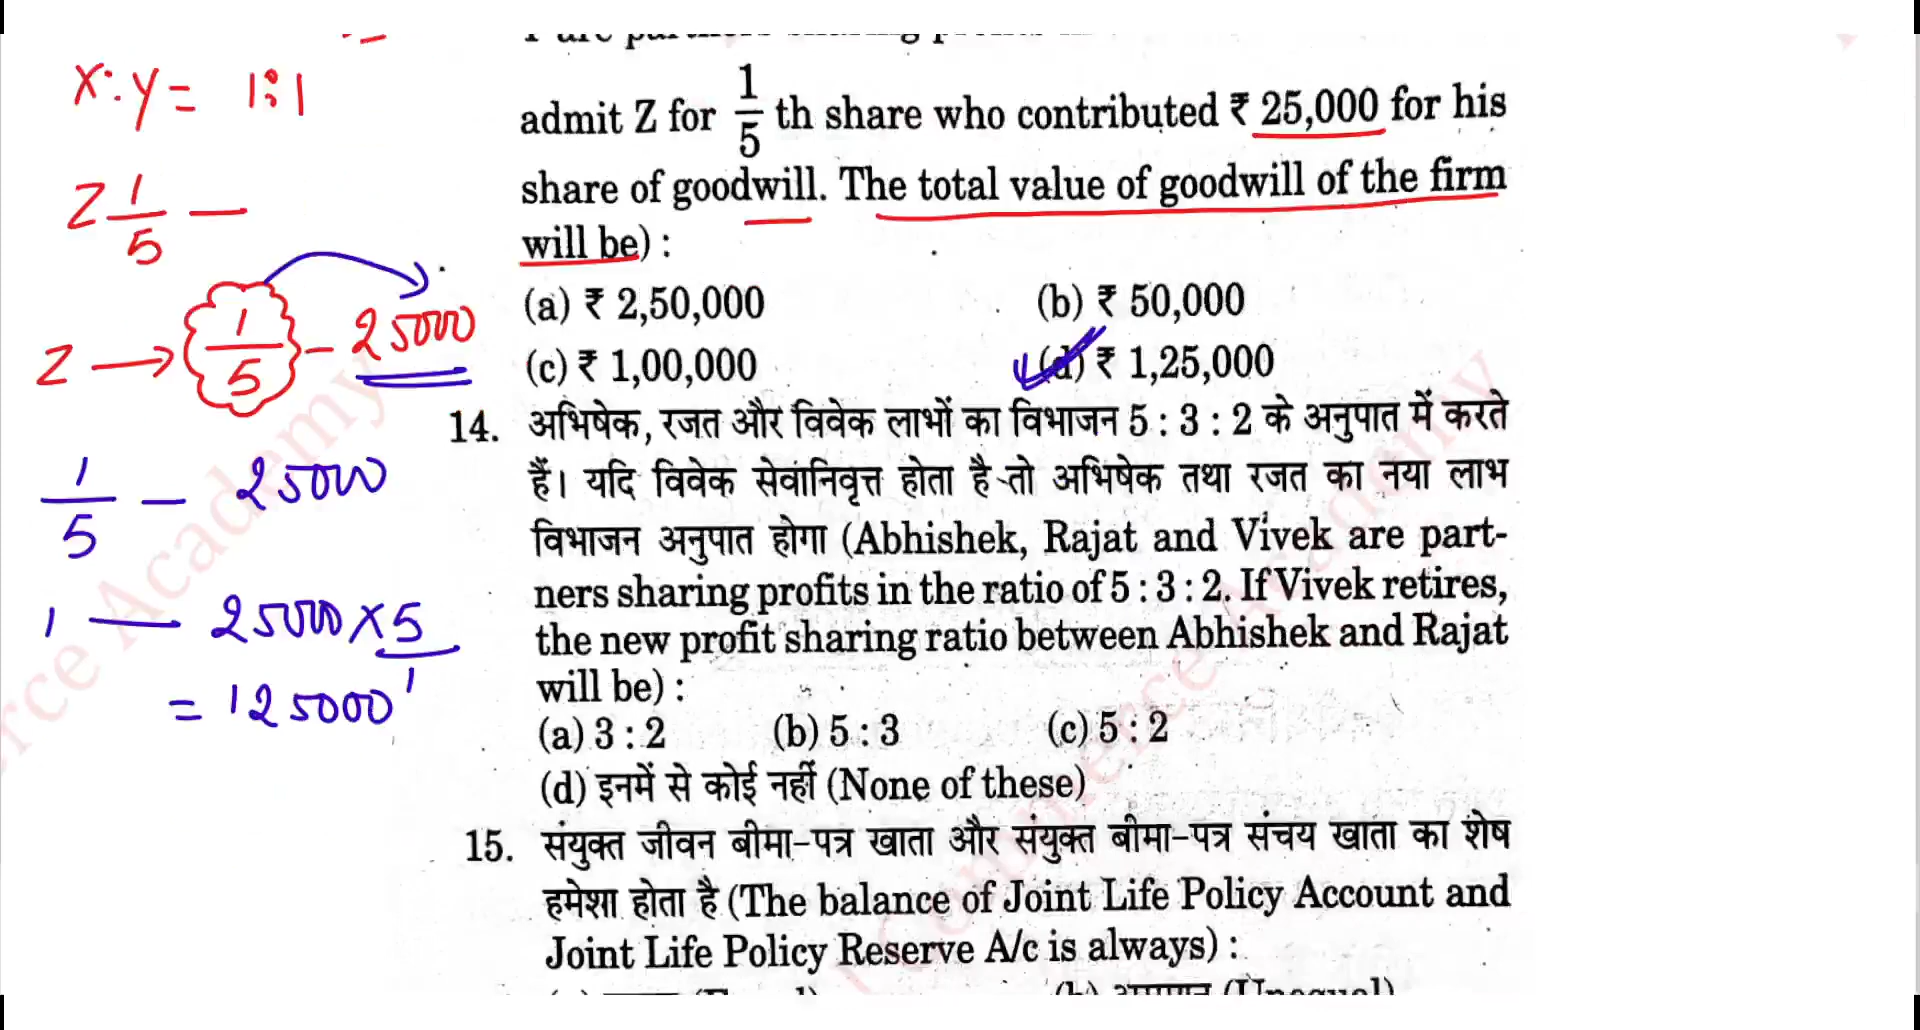 X:Y = 1:1
Z 1/5 —
Z → 1/5 — 25000
1/5 — 25000
1 — 25000 × 5/1
= 125000
admit Z for 1/5 th share who contributed ₹ 25,000 for his
share of goodwill. The total value of goodwill of the firm
will be) :
(a) ₹ 2,50,000 (b) ₹ 50,000
(c) ₹ 1,00,000 (d) ₹ 1,25,000
14. अभिषेक, रजत और विवेक लाभों का विभाजन 5 : 3 : 2 के अनुपात में करते
हैं। यदि विवेक सेवानिवृत्त होता है तो अभिषेक तथा रजत का नया लाभ
विभाजन अनुपात होगा (Abhishek, Rajat and Vivek are part-
ners sharing profits in the ratio of 5 : 3 : 2. If Vivek retires,
the new profit sharing ratio between Abhishek and Rajat
will be) :
(a) 3 : 2 (b) 5 : 3 (c) 5 : 2
(d) इनमें से कोई नहीं (None of these)
15. संयुक्त जीवन बीमा-पत्र खाता और संयुक्त बीमा-पत्र संचय खाता का शेष
हमेशा होता है (The balance of Joint Life Policy Account and
Joint Life Policy Reserve A/c is always) :
(b) असमान (Unequal)
Commerce Academy